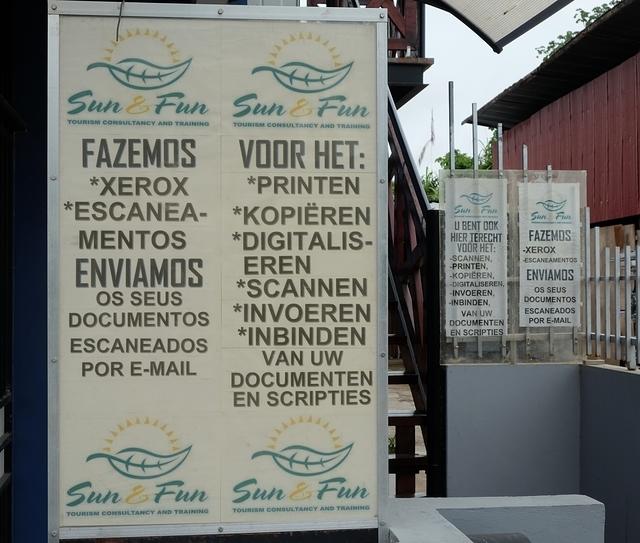 Sun & Fun
TOURISM CONSULTANCY AND TRAINING
FAZEMOS
*XEROX
*ESCANEA-
MENTOS
ENVIAMOS
OS SEUS
DOCUMENTOS
ESCANEADOS
POR E-MAIL
Sun & Fun
TOURISM CONSULTANCY AND TRAINING
Sun & Fun
TOURISM CONSULTANCY AND TRAINING
VOOR HET:
*PRINTEN
*KOPIËREN
*DIGITALIS-
EREN
*SCANNEN
*INVOEREN
*INBINDEN
VAN UW
DOCUMENTEN
EN SCRIPTIES
Sun & Fun
TOURISM CONSULTANCY AND TRAINING
Sun & Fun
U BENT OOK
HIER TERECHT
VOOR HET:
-SCANNEN,
-PRINTEN,
-KOPIËREN,
-DIGITALISEREN,
-INVOEREN,
-INBINDEN,
VAN UW
DOCUMENTEN
EN SCRIPTIES
Sun & Fun
FAZEMOS
-XEROX
-ESCANEAMENTOS
ENVIAMOS
OS SEUS
DOCUMENTOS
ESCANEADOS
POR E-MAIL